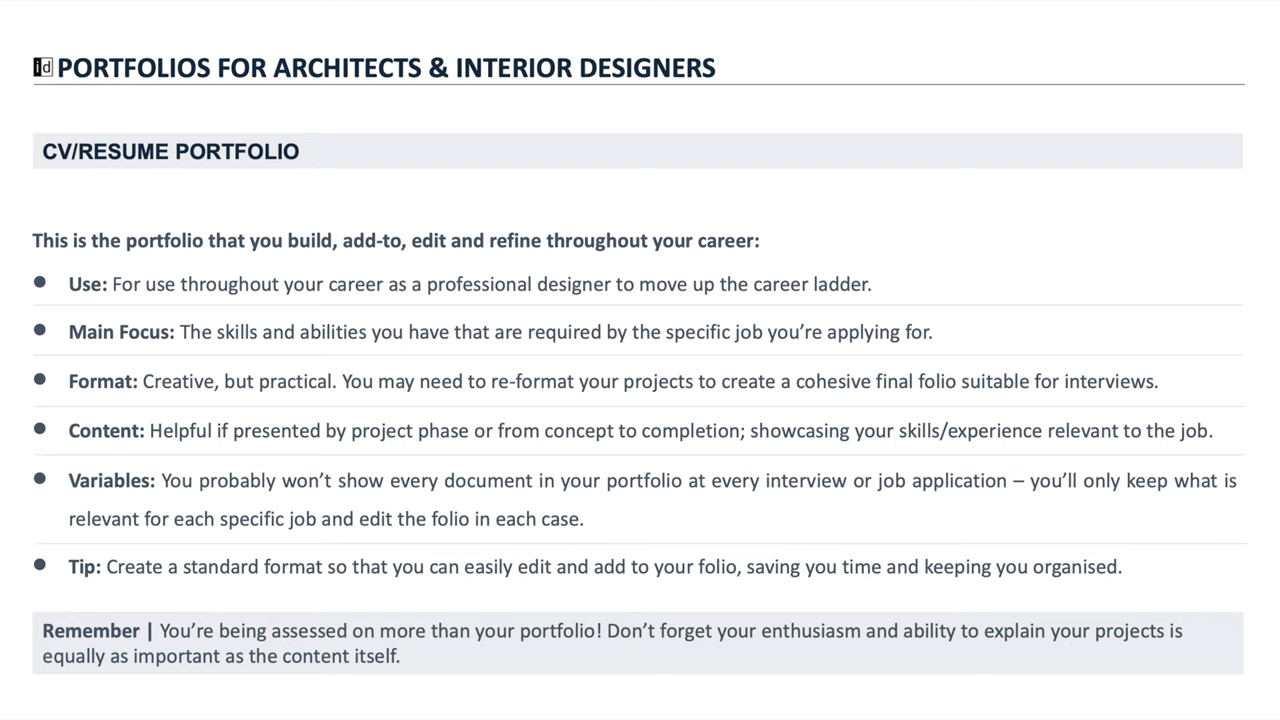 id PORTFOLIOS FOR ARCHITECTS & INTERIOR DESIGNERS
CV/RESUME PORTFOLIO
This is the portfolio that you build, add-to, edit and refine throughout your career:
● Use: For use throughout your career as a professional designer to move up the career ladder.
● Main Focus: The skills and abilities you have that are required by the specific job you’re applying for.
● Format: Creative, but practical. You may need to re-format your projects to create a cohesive final folio suitable for interviews.
● Content: Helpful if presented by project phase or from concept to completion; showcasing your skills/experience relevant to the job.
● Variables: You probably won’t show every document in your portfolio at every interview or job application – you’ll only keep what is
relevant for each specific job and edit the folio in each case.
● Tip: Create a standard format so that you can easily edit and add to your folio, saving you time and keeping you organised.
Remember | You’re being assessed on more than your portfolio! Don’t forget your enthusiasm and ability to explain your projects is
equally as important as the content itself.